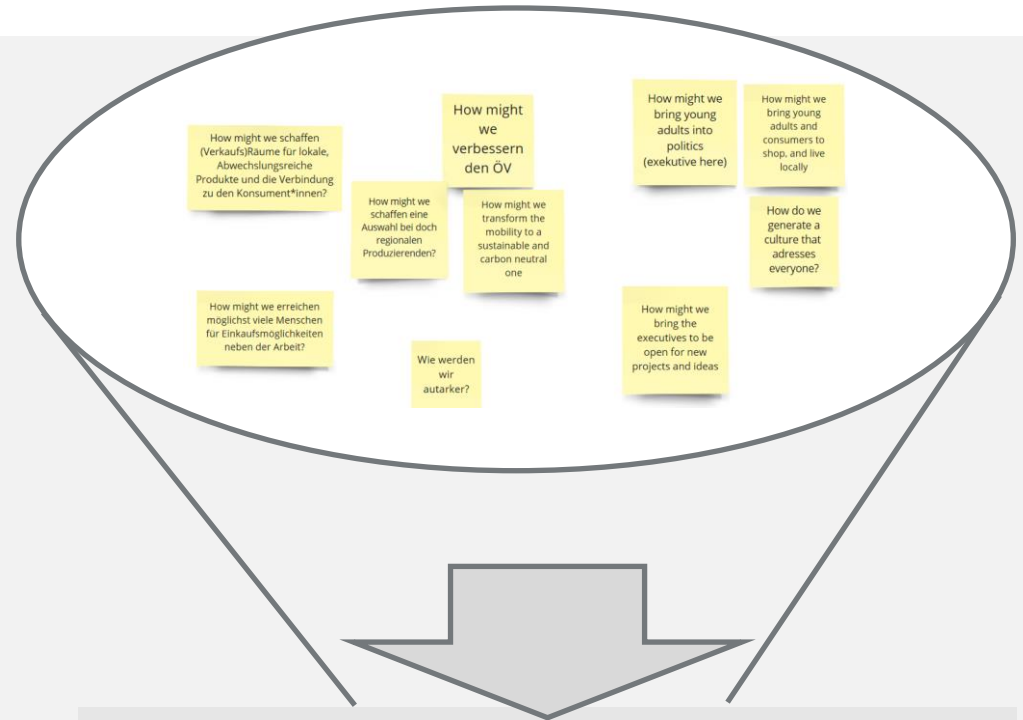 How might we schaffen
(Verkaufs)Räume für lokale,
Abwechslungsreiche
Produkte und die Verbindung
zu den Konsument*innen?
How might
we
verbessern
den ÖV
How might we
schaffen eine
Auswahl bei doch
regionalen
Produzierenden?
How might we
transform the
mobility to a
sustainable and
carbon neutral
one
How might we erreichen
möglichst viele Menschen
für Einkaufsmöglichkeiten
neben der Arbeit?
Wie werden
wir
autarker?
How might we
bring young
adults into
politics
(exekutive here)
How might we
bring young
adults and
consumers to
shop, and live
locally
How do we
generate a
culture that
adresses
everyone?
How might we
bring the
executives to be
open for new
projects and ideas